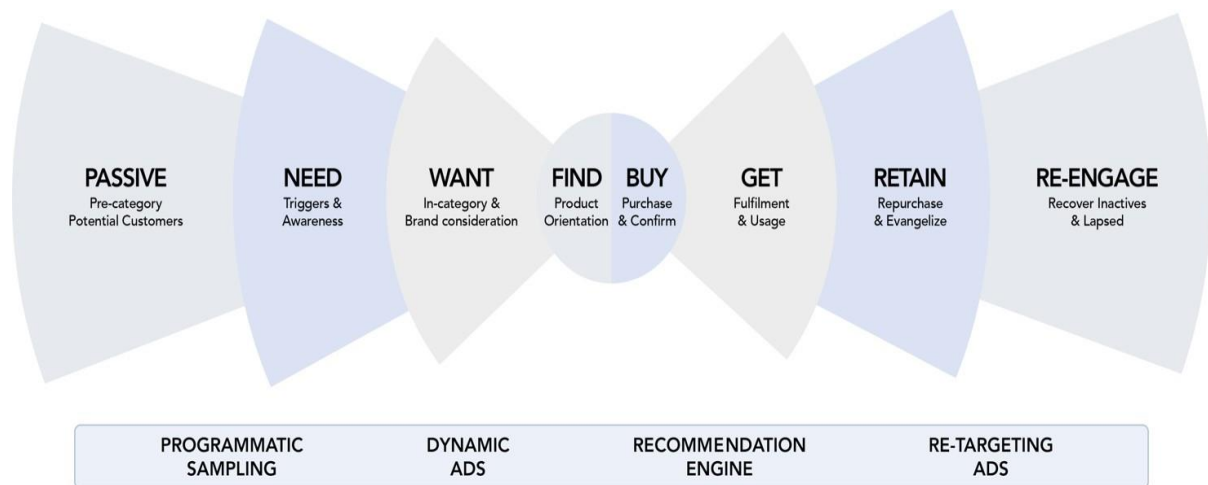 PASSIVE
Pre-category
Potential Customers
NEED
Triggers &
Awareness
WANT
In-category &
Brand consideration
FIND
Product
Orientation
BUY
Purchase
& Confirm
GET
Fulfilment
& Usage
RETAIN
Repurchase
& Evangelize
RE-ENGAGE
Recover Inactives
& Lapsed
PROGRAMMATIC
SAMPLING
DYNAMIC
ADS
RECOMMENDATION
ENGINE
RE-TARGETING
ADS